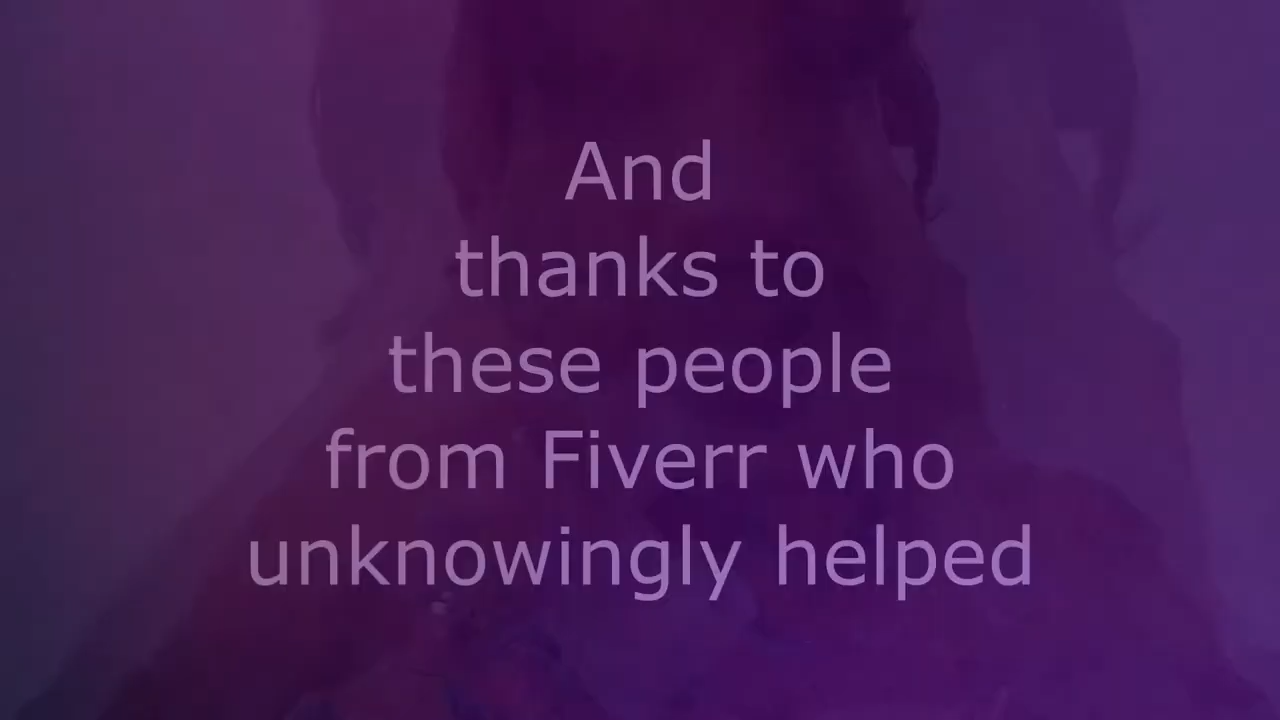 And
thanks to
these people
from Fiverr who
unknowingly helped